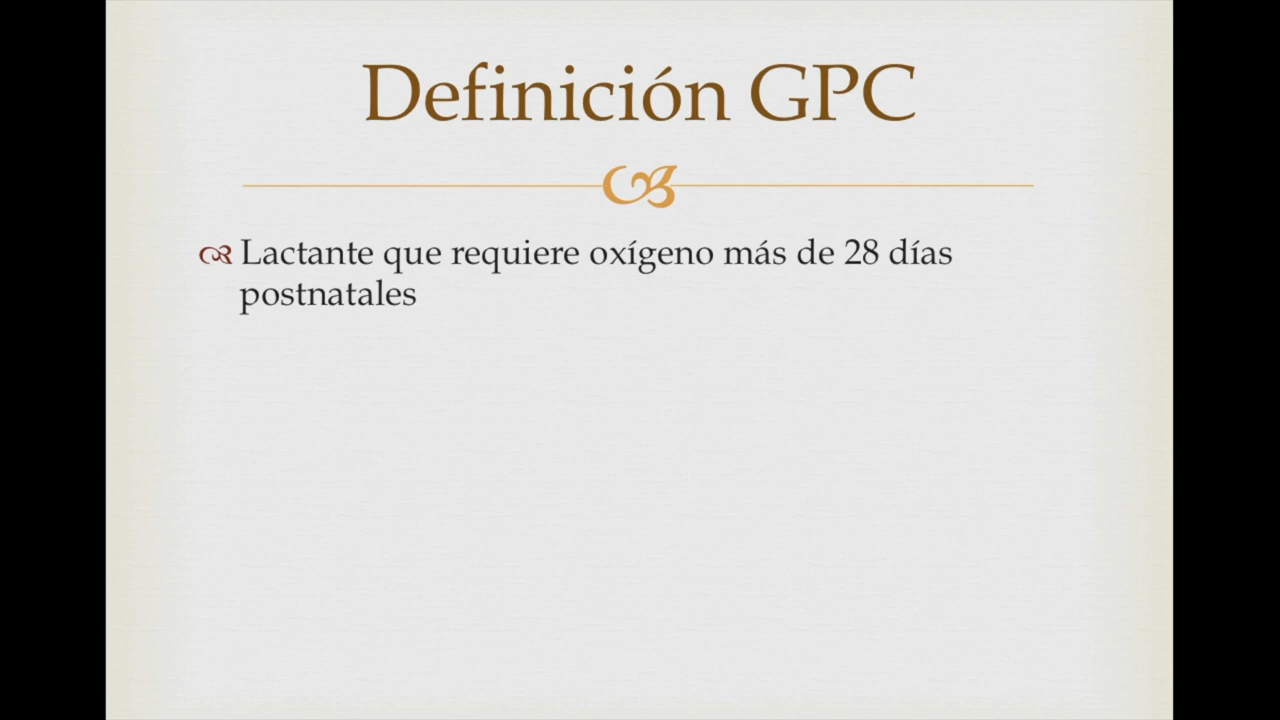 Definición GPC
Lactante que requiere oxígeno más de 28 días
postnatales